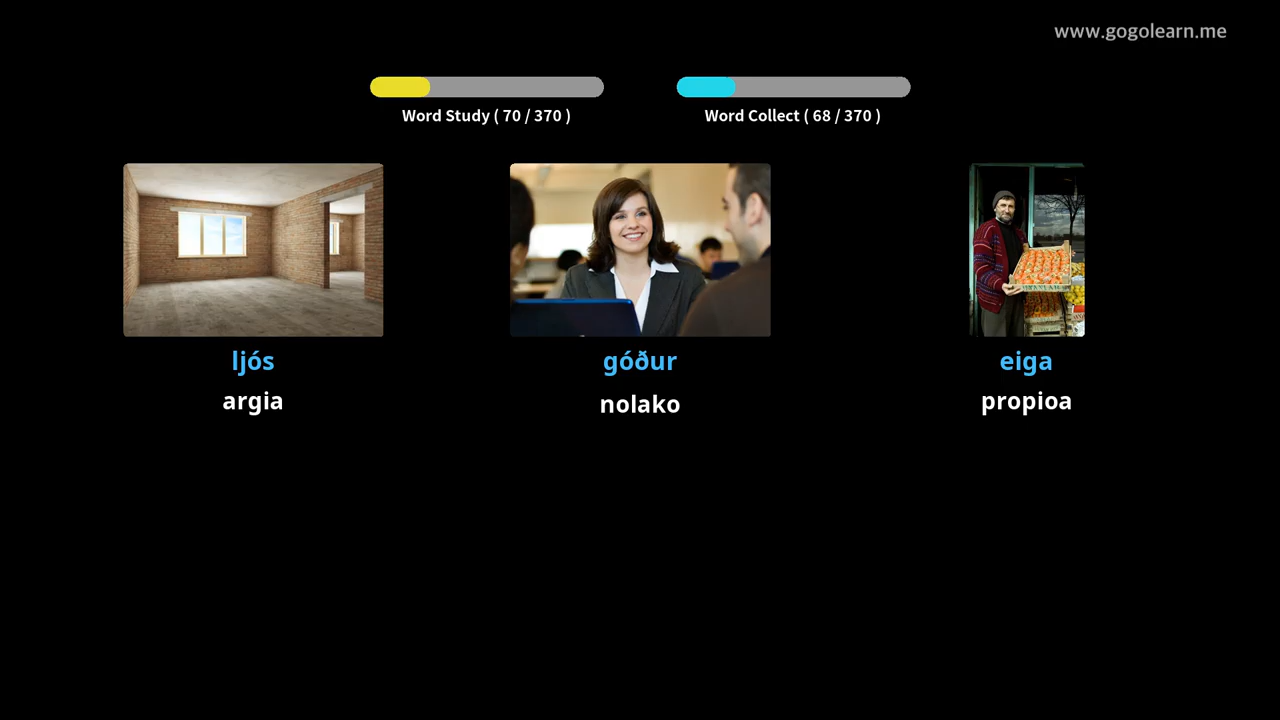 www.gogolearn.me
Word Study ( 70 / 370 )
Word Collect ( 68 / 370 )
ljós
góður
eiga
argia
nolako
propioa